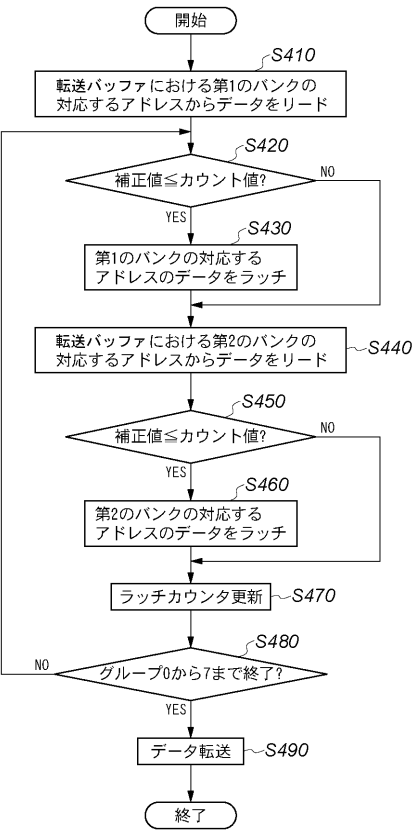 開始
S410
転送バッファにおける第1のバンクの
対応するアドレスからデータをリード
S420
補正値≦カウント値?
NO
YES
S430
第1のバンクの対応する
アドレスのデータをラッチ
転送バッファにおける第2のバンクの
対応するアドレスからデータをリード
S440
S450
補正値≦カウント値?
NO
YES
S460
第2のバンクの対応する
アドレスのデータをラッチ
ラッチカウンタ更新
S470
S480
グループ0から7まで終了?
NO
YES
データ転送
S490
終了